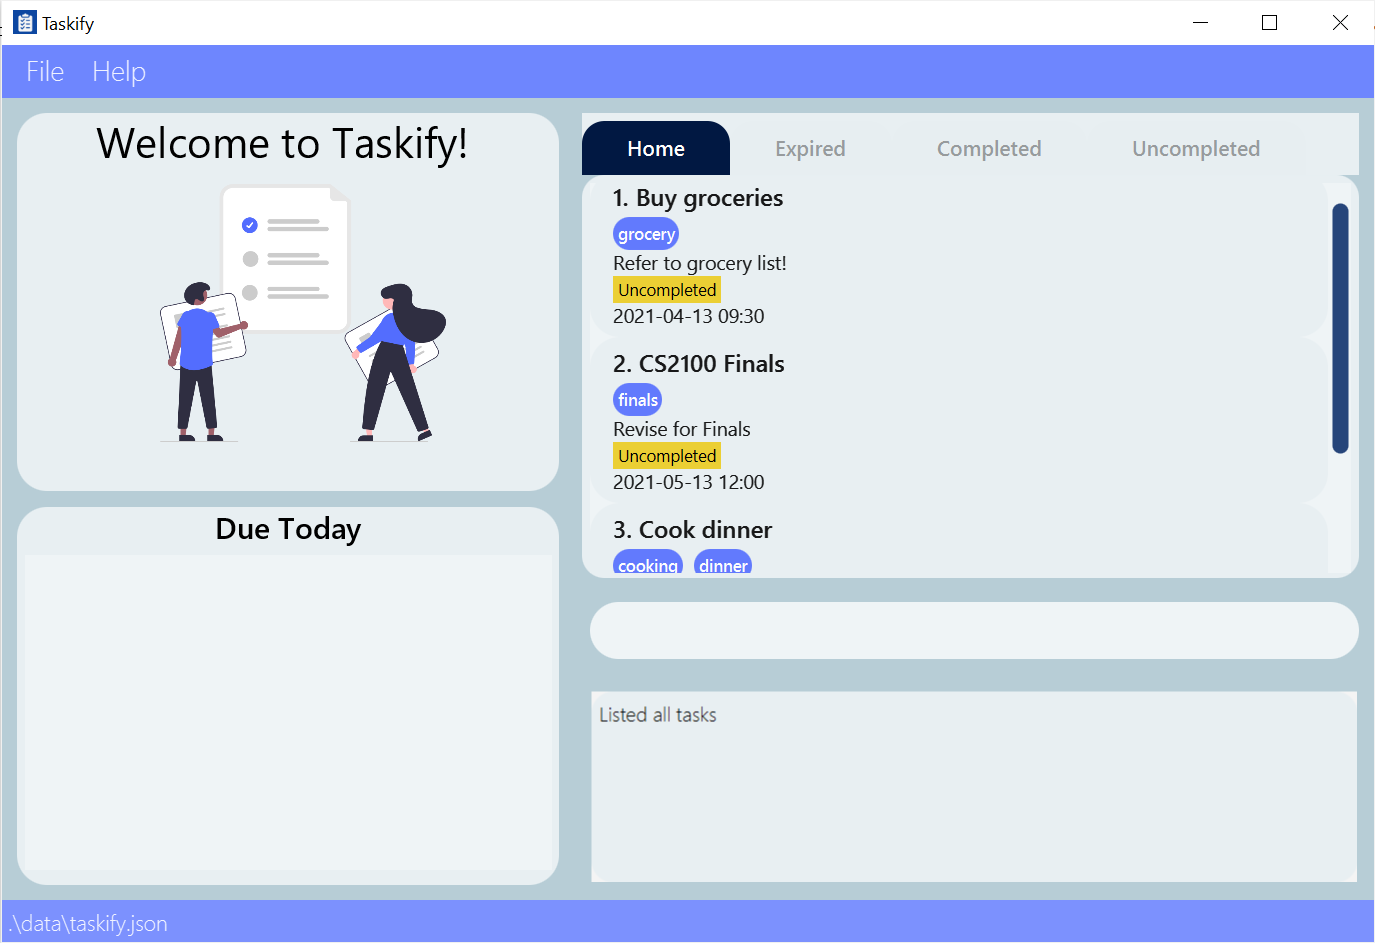 Taskify
File Help
Welcome to Taskify!
Due Today
Home Expired Completed Uncompleted
1. Buy groceries
grocery
Refer to grocery list!
Uncompleted
2021-04-13 09:30
2. CS2100 Finals
finals
Revise for Finals
Uncompleted
2021-05-13 12:00
3. Cook dinner
cooking dinner
Listed all tasks
.\data\taskify.json